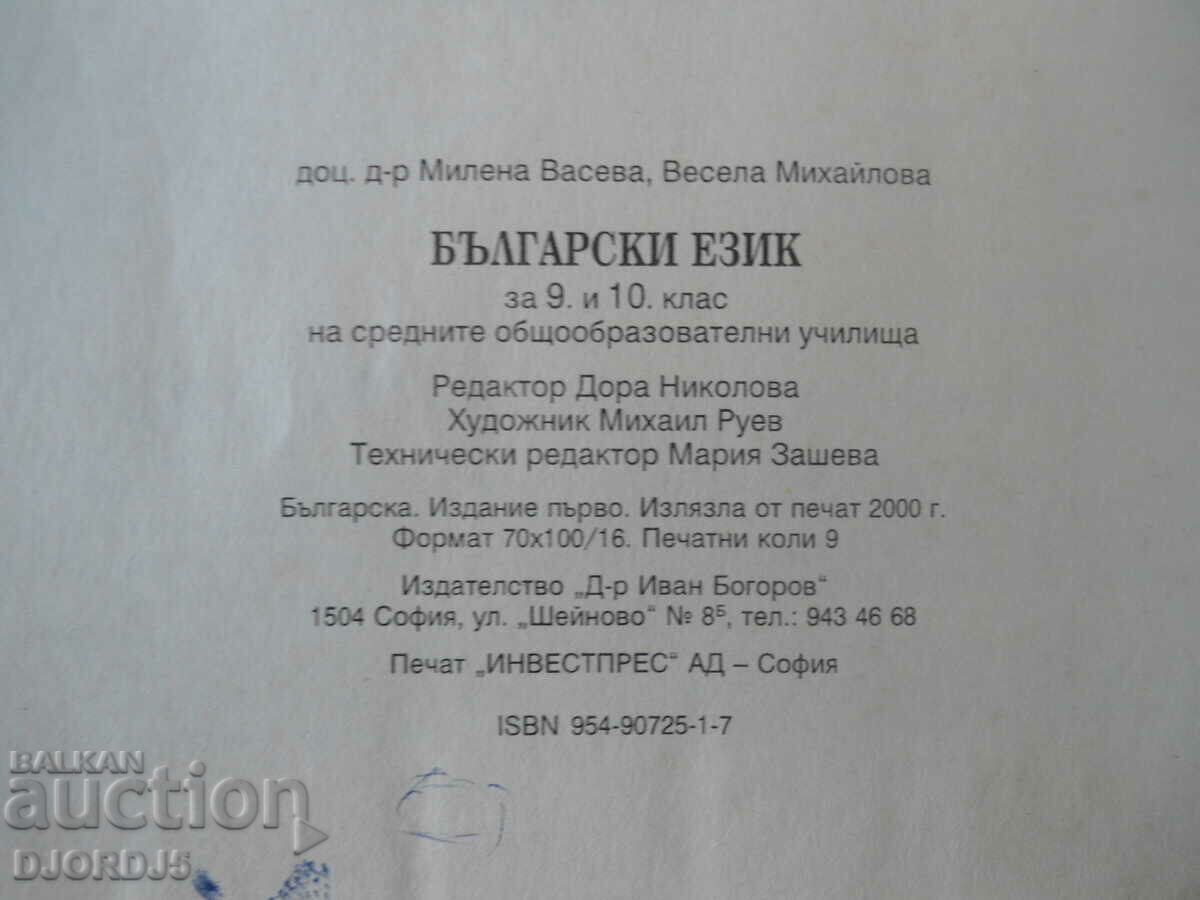 доц. д-р Милена Васева, Весела Михайлова
БЪЛГАРСКИ ЕЗИК
за 9. и 10. клас
на средните общообразователни училища
Редактор Дора Николова
Художник Михаил Руев
Технически редактор Мария Зашева
Българска. Издание първо. Излязла от печат 2000 г.
Формат 70x100/16. Печатни коли 9
Издателство „Д-р Иван Богоров“
1504 София, ул. „Шейново“ № 8Б, тел.: 943 46 68
Печат „ИНВЕСТПРЕС“ АД – София
ISBN 954-90725-1-7
BALKAN
auction
DJORDJ5